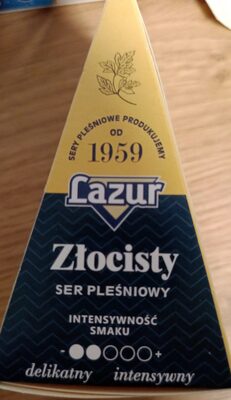 SERY PLEŚNIOWE PRODUKUJEMY
OD
1959
Lazur
Złocisty
SER PLEŚNIOWY
INTENSYWNOŚĆ
SMAKU
- +
delikatny intensywny